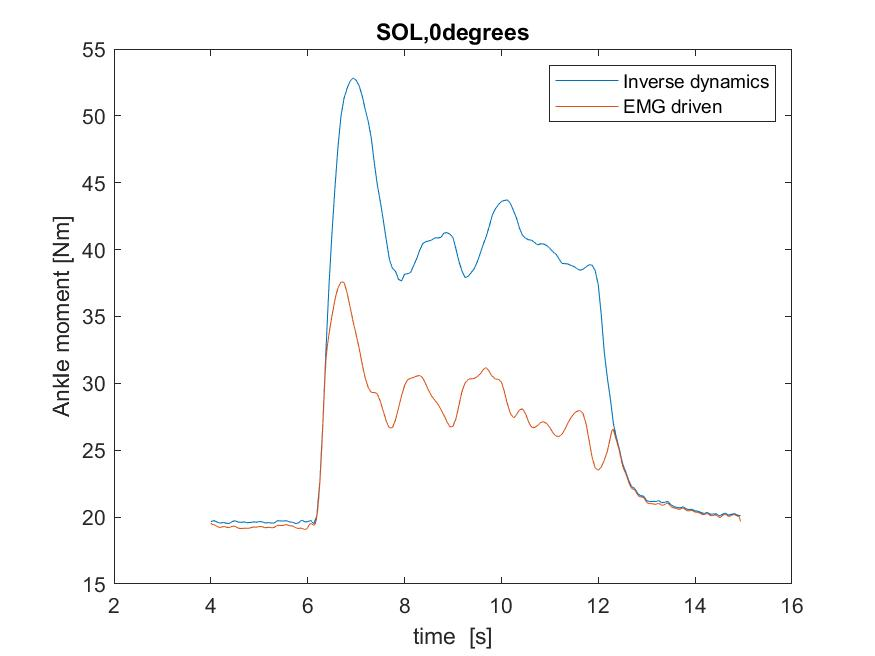 SOL,0degrees
55
50
45
40
35
30
25
20
15
Ankle moment [Nm]
Inverse dynamics
EMG driven
2 4 6 8 10 12 14 16
time [s]